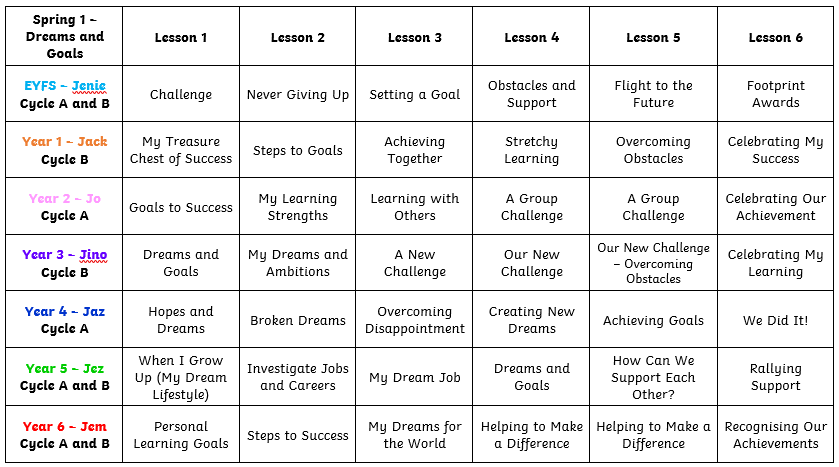 Spring 1 ~
Dreams and
Goals
Lesson 1
Lesson 2
Lesson 3
Lesson 4
Lesson 5
Lesson 6
EYFS ~ Jenie
Cycle A and B
Challenge
Never Giving Up
Setting a Goal
Obstacles and
Support
Flight to the
Future
Footprint
Awards
Year 1 ~ Jack
Cycle B
My Treasure
Chest of Success
Steps to Goals
Achieving
Together
Stretchy
Learning
Overcoming
Obstacles
Celebrating My
Success
Year 2 ~ Jo
Cycle A
Goals to Success
My Learning
Strengths
Learning with
Others
A Group
Challenge
A Group
Challenge
Celebrating Our
Achievement
Year 3 ~ Jino
Cycle B
Dreams and
Goals
My Dreams and
Ambitions
A New
Challenge
Our New
Challenge
Our New Challenge
– Overcoming
Obstacles
Celebrating My
Learning
Year 4 ~ Jaz
Cycle A
Hopes and
Dreams
Broken Dreams
Overcoming
Disappointment
Creating New
Dreams
Achieving Goals
We Did It!
Year 5 ~ Jez
Cycle A and B
When I Grow
Up (My Dream
Lifestyle)
Investigate Jobs
and Careers
My Dream Job
Dreams and
Goals
How Can We
Support Each
Other?
Rallying
Support
Year 6 ~ Jem
Cycle A and B
Personal
Learning Goals
Steps to Success
My Dreams for
the World
Helping to Make
a Difference
Helping to Make a
Difference
Recognising Our
Achievements